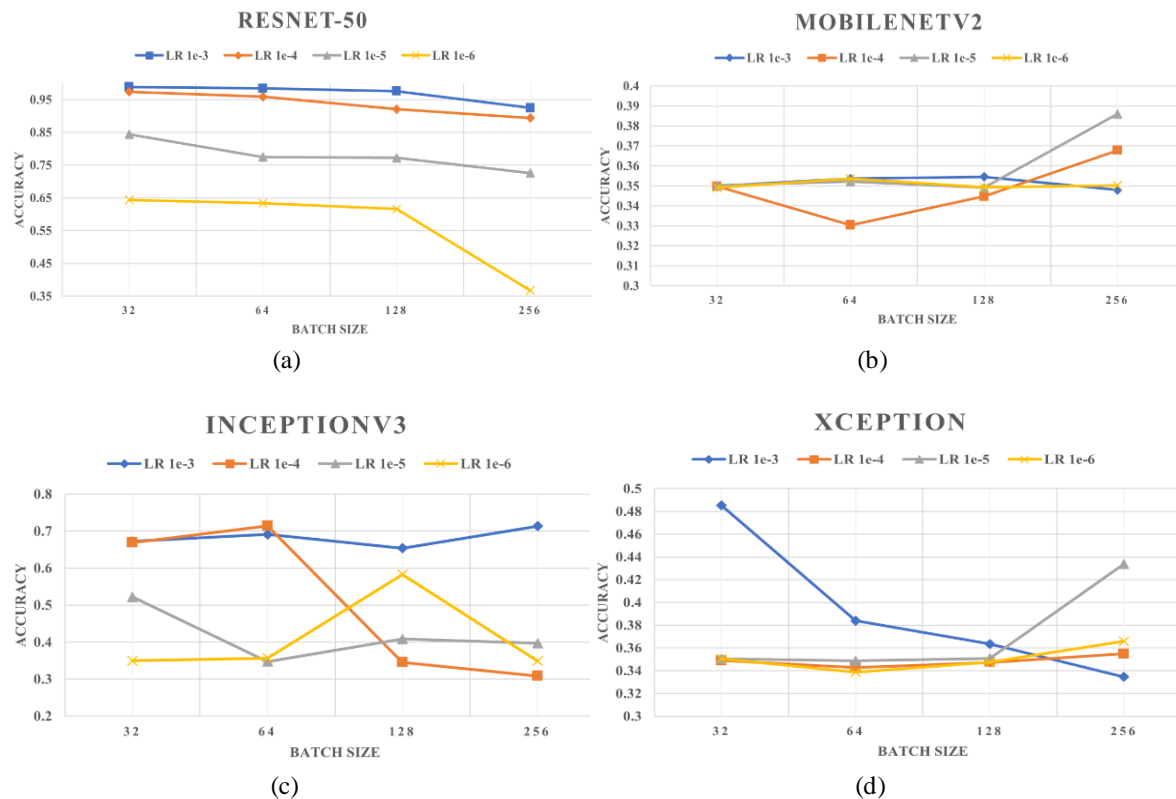 RESNET-50
LR 1e-3 LR 1e-4 LR 1e-5 LR 1e-6
0.95
0.85
0.75
0.65
0.55
0.45
0.35
ACCURACY
32 64 128 256
BATCH SIZE
(a)
MOBILENETV2
LR 1e-3 LR 1e-4 LR 1e-5 LR 1e-6
0.4
0.39
0.38
0.37
0.36
0.35
0.34
0.33
0.32
0.31
0.3
ACCURACY
32 64 128 256
BATCH SIZE
(b)
INCEPTIONV3
LR 1e-3 LR 1e-4 LR 1e-5 LR 1e-6
0.8
0.7
0.6
0.5
0.4
0.3
0.2
ACCURACY
32 64 128 256
BATCH SIZE
(c)
XCEPTION
LR 1e-3 LR 1e-4 LR 1e-5 LR 1e-6
0.5
0.48
0.46
0.44
0.42
0.4
0.38
0.36
0.34
0.32
0.3
ACCURACY
32 64 128 256
BATCH SIZE
(d)